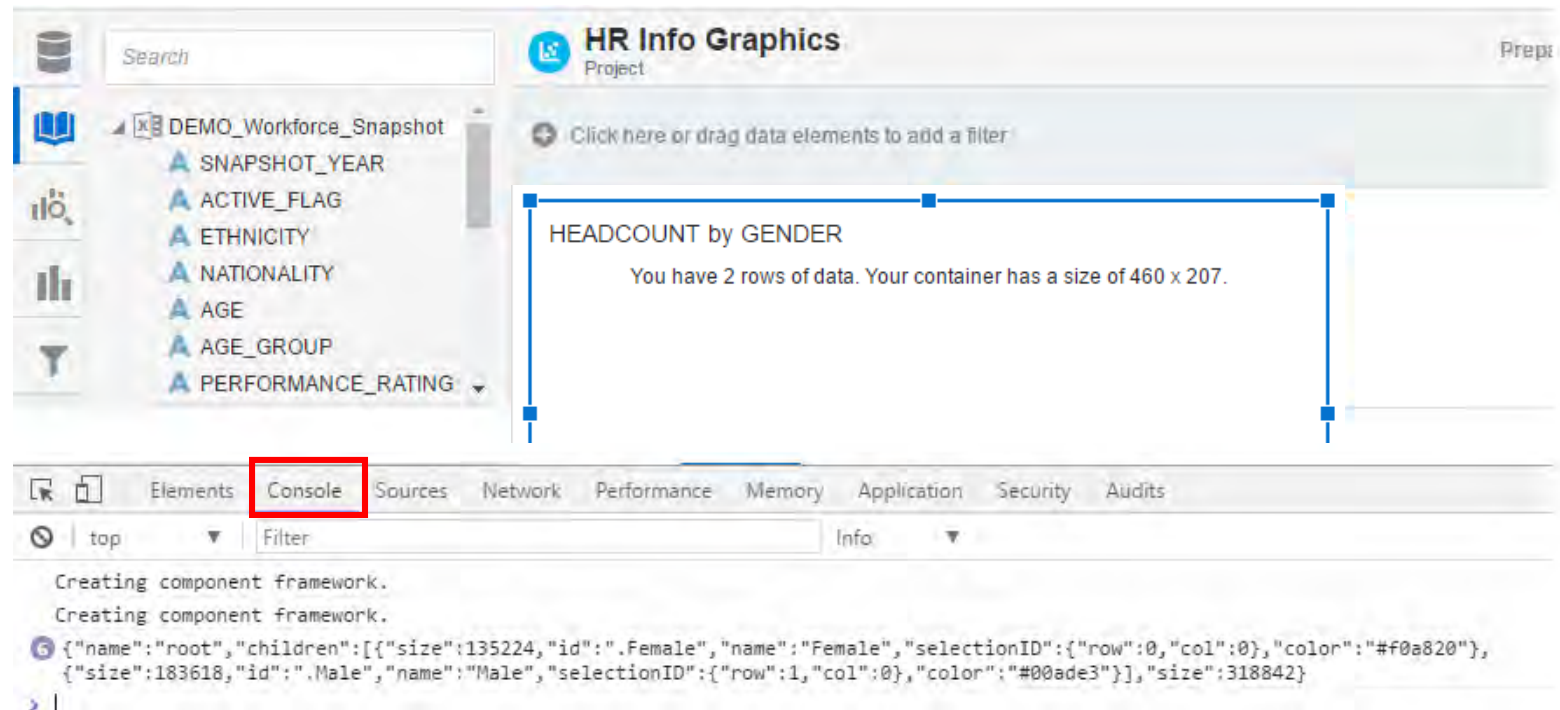 Search
HR Info Graphics
Project
DEMO_Workforce_Snapshot
SNAPSHOT_YEAR
ACTIVE_FLAG
ETHNICITY
NATIONALITY
AGE
AGE_GROUP
PERFORMANCE_RATING
Click here or drag data elements to add a filter
HEADCOUNT by GENDER
You have 2 rows of data. Your container has a size of 460 x 207.
Elements Console Sources Network Performance Memory Application Security Audits
top Filter Info
Creating component framework.
Creating component framework.
6 {"name":"root","children":[{"size":135224,"id":".Female","name":"Female","selectionID":{"row":0,"col":0},"color":"#f0a820"},
{"size":183618,"id":".Male","name":"Male","selectionID":{"row":1,"col":0},"color":"#00ade3"}],"size":318842}